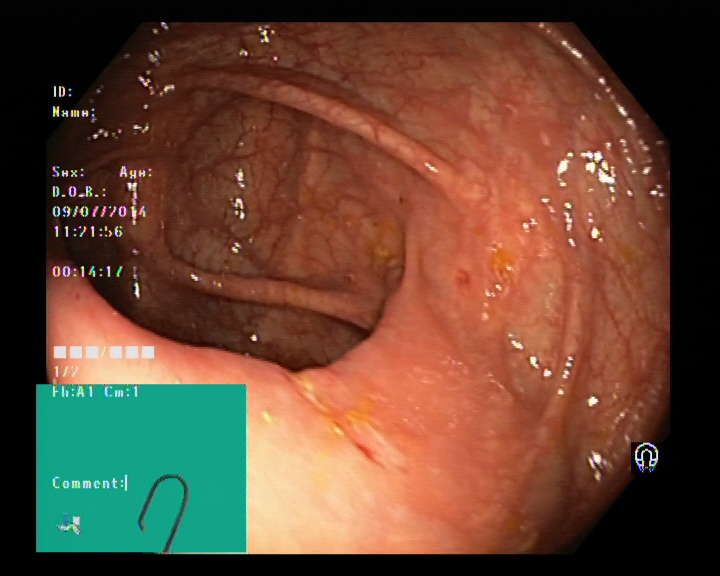 ID:
Name:
Sex: Age:
D.O.B.:
09/07/2014
11:21:56
00:14:17
■■■/■■■
1/2
Eh:A1 Cm:1
Comment: